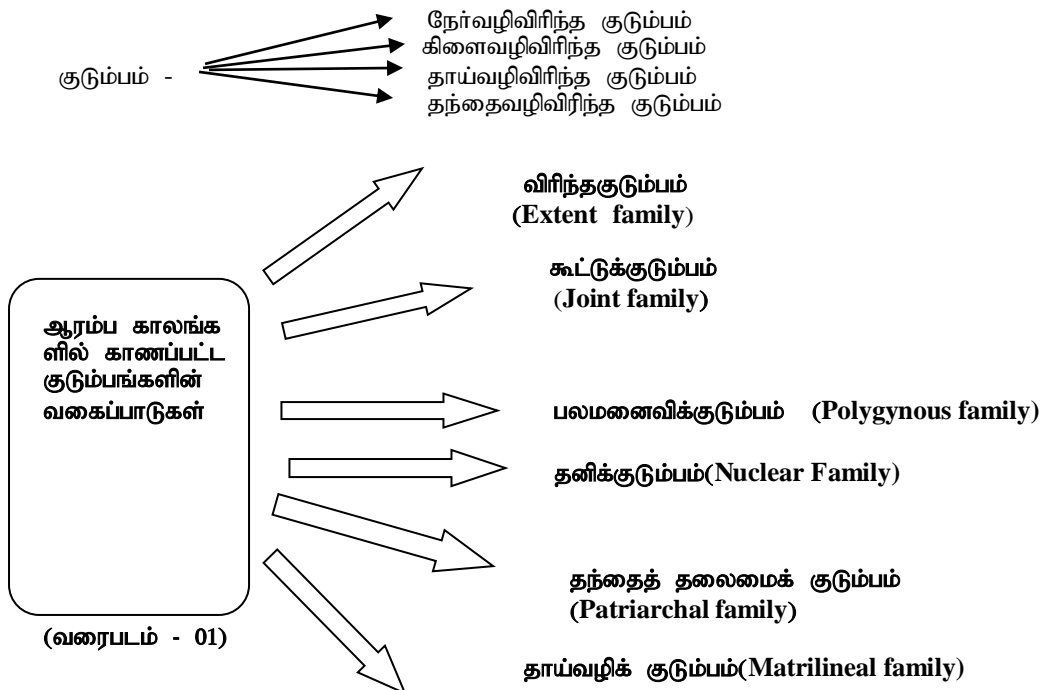 நேர்வழிவிரிந்த குடும்பம்
கிளைவழிவிரிந்த குடும்பம்
குடும்பம் -
தாய்வழிவிரிந்த குடும்பம்
தந்தைவழிவிரிந்த குடும்பம்
விரிந்தகுடும்பம்
(Extent family)
கூட்டுக்குடும்பம்
(Joint family)
ஆரம்ப காலங்க
ளில் காணப்பட்ட
குடும்பங்களின்
வகைப்பாடுகள்
பலமனைவிக்குடும்பம் (Polygynous family)
தனிக்குடும்பம்(Nuclear Family)
தந்தைத் தலைமைக் குடும்பம்
(Patriarchal family)
(வரைபடம் - 01)
தாய்வழிக் குடும்பம்(Matrilineal family)